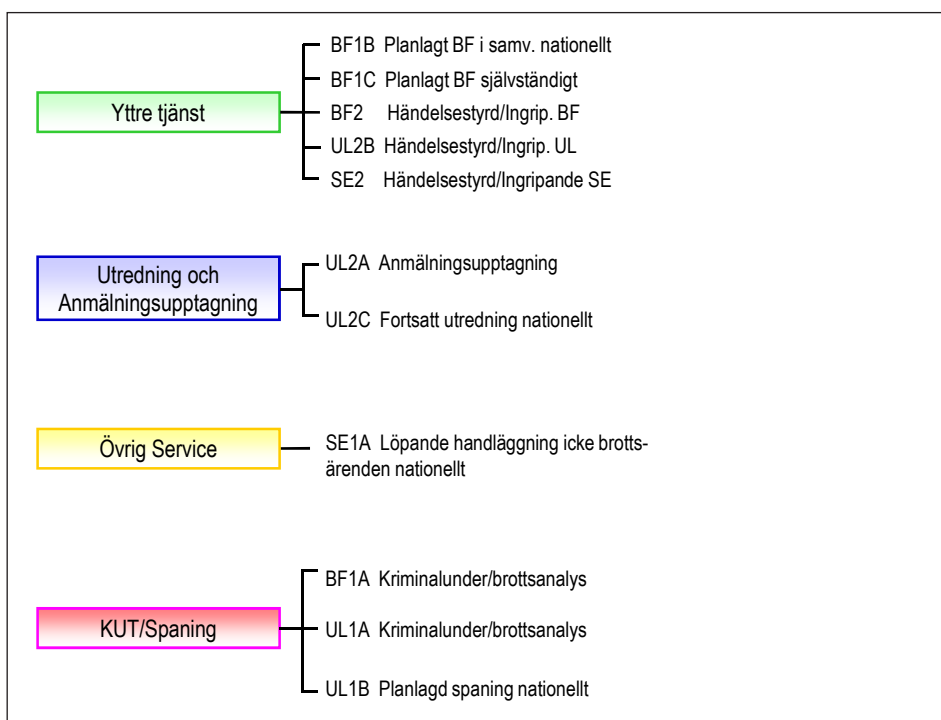 BF1B Planlagt BF i samv. nationellt
BF1C Planlagt BF självständigt
Yttre tjänst
BF2 Händelsestyrd/Ingrip. BF
UL2B Händelsestyrd/Ingrip. UL
SE2 Händelsestyrd/Ingripande SE
Utredning och
Anmälningsupptagning
UL2A Anmälningsupptagning
UL2C Fortsatt utredning nationellt
Övrig Service
SE1A Löpande handläggning icke brotts-
ärenden nationellt
BF1A Kriminalunder/brottsanalys
KUT/Spaning
UL1A Kriminalunder/brottsanalys
UL1B Planlagd spaning nationellt